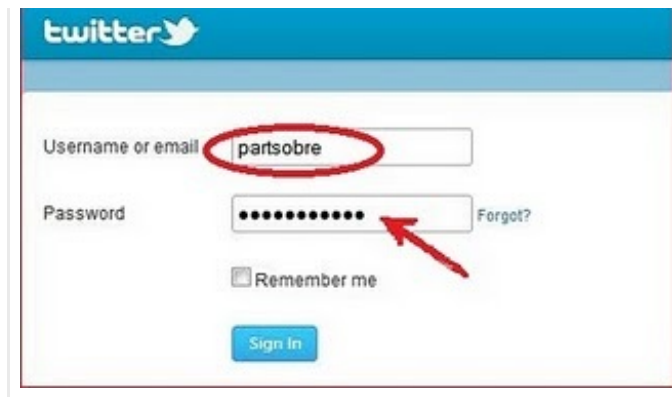 twitter
Username or email partsobre
Password ••••••••••• Forgot?
Remember me
Sign In